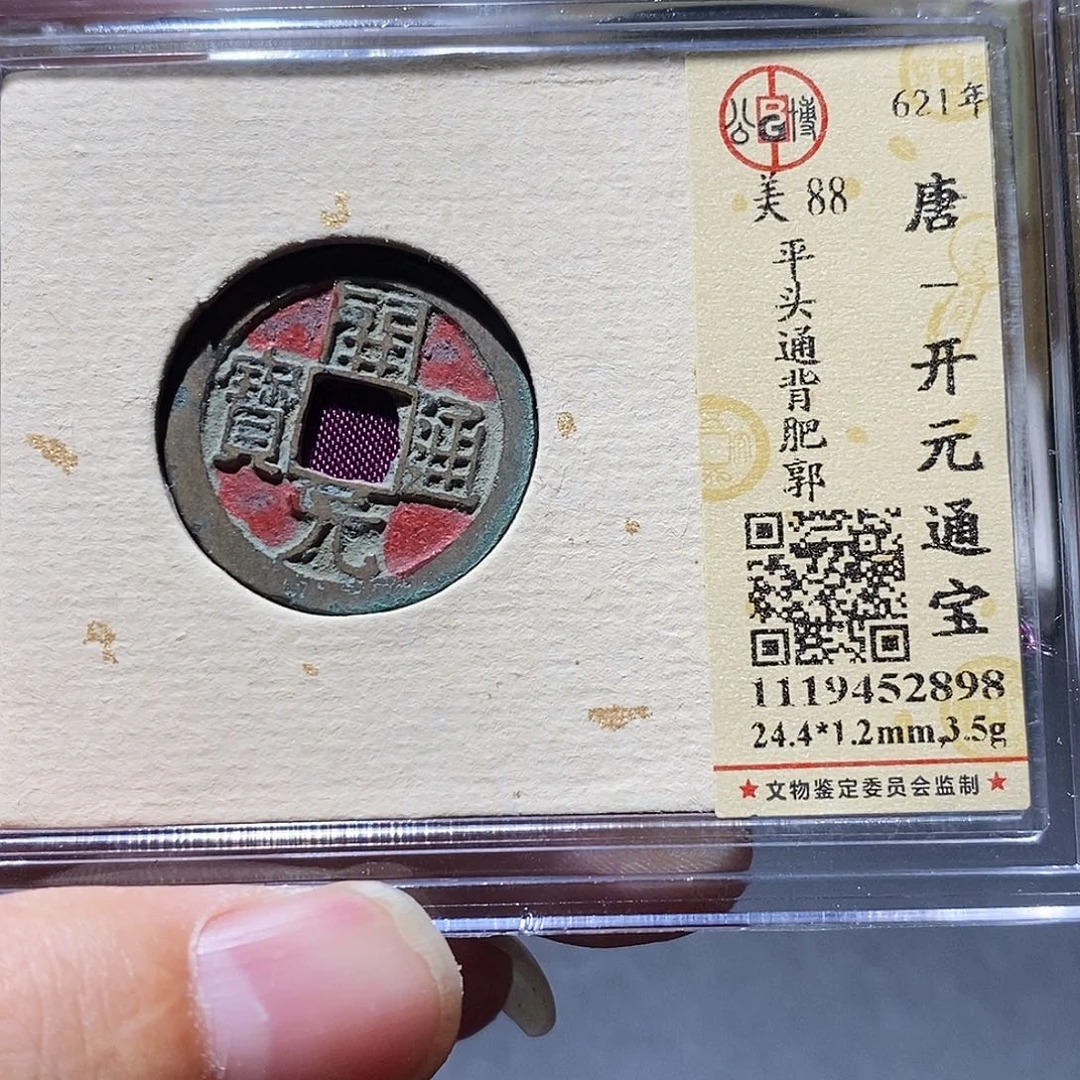 開
元
通
寶
公
博
621年
美 88
唐一开元通宝
平头通背肥郭
1119452898
24.4*1.2mm,3.5g
★文物鉴定委员会监制★